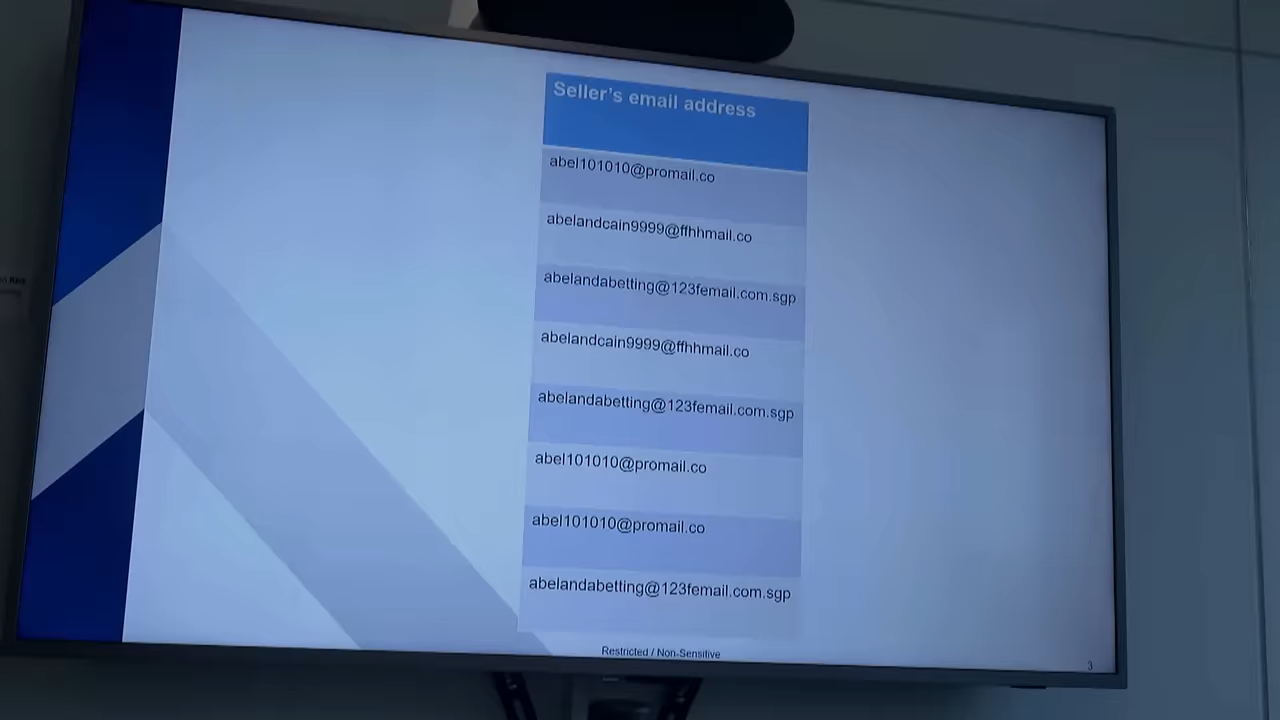 Seller's email address
abel101010@promail.co
abelandcain9999@ffhhmail.co
abelandabetting@123femail.com.sgp
abelandcain9999@ffhhmail.co
abelandabetting@123femail.com.sgp
abel101010@promail.co
abel101010@promail.co
abelandabetting@123femail.com.sgp
Restricted / Non-Sensitive
3